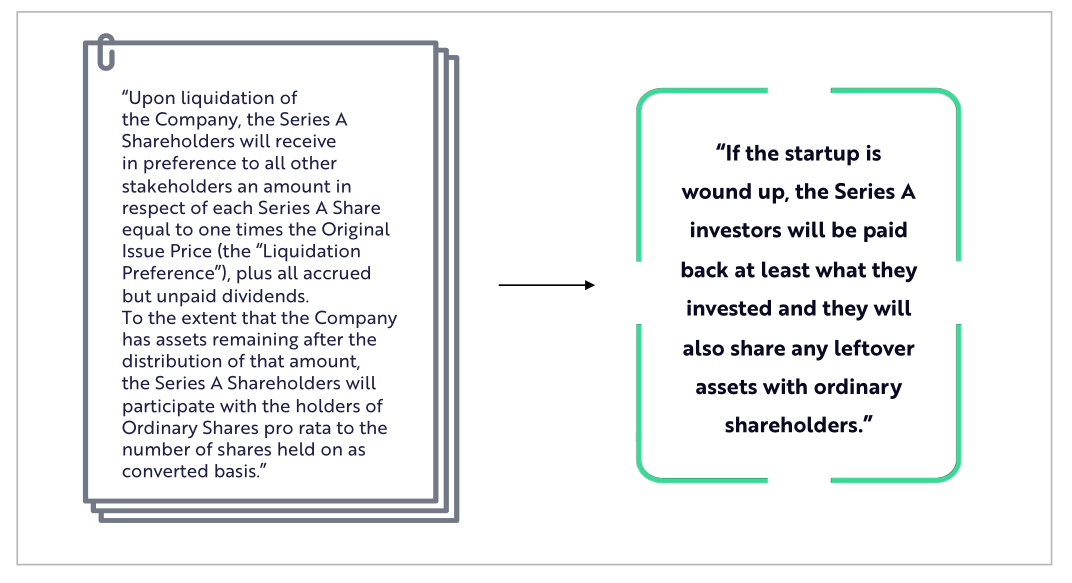 “Upon liquidation of
the Company, the Series A
Shareholders will receive
in preference to all other
stakeholders an amount in
respect of each Series A Share
equal to one times the Original
Issue Price (the “Liquidation
Preference”), plus all accrued
but unpaid dividends.
To the extent that the Company
has assets remaining after the
distribution of that amount,
the Series A Shareholders will
participate with the holders of
Ordinary Shares pro rata to the
number of shares held on as
converted basis.”
“If the startup is
wound up, the Series A
investors will be paid
back at least what they
invested and they will
also share any leftover
assets with ordinary
shareholders.”